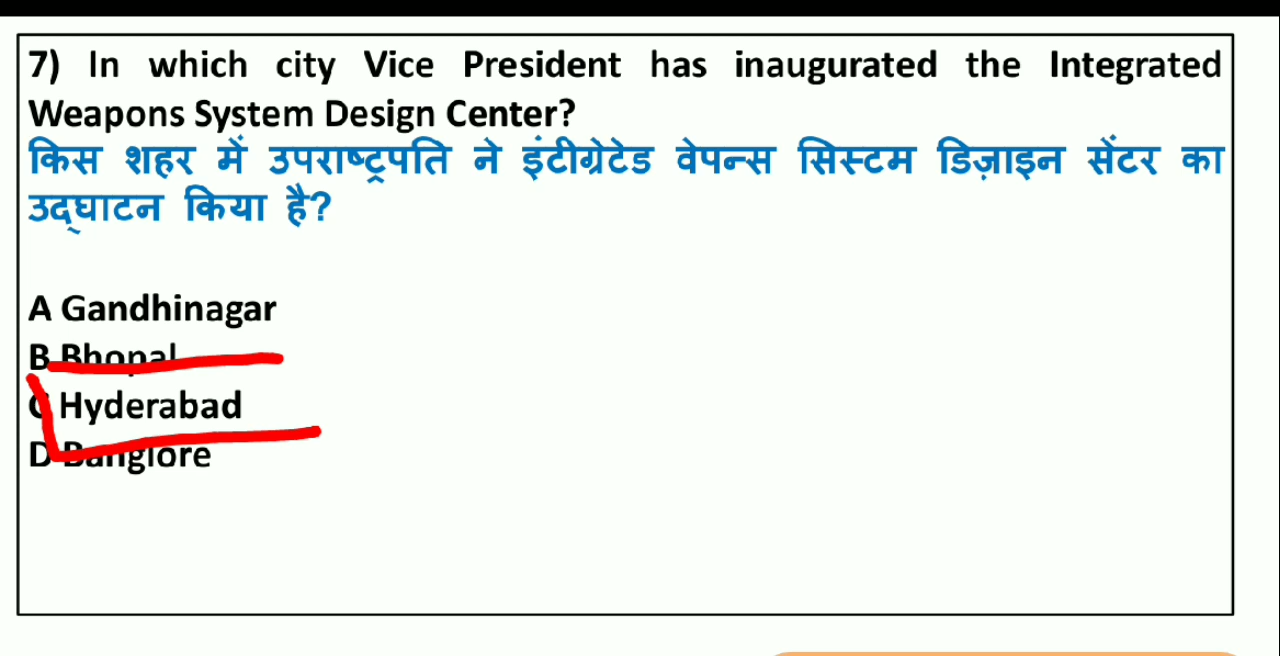 7) In which city Vice President has inaugurated the Integrated
Weapons System Design Center?
किस शहर में उपराष्ट्रपति ने इंटीग्रेटेड वेपन्स सिस्टम डिज़ाइन सेंटर का
उद्घाटन किया है?
A Gandhinagar
B Bhopal
C Hyderabad
D Banglore